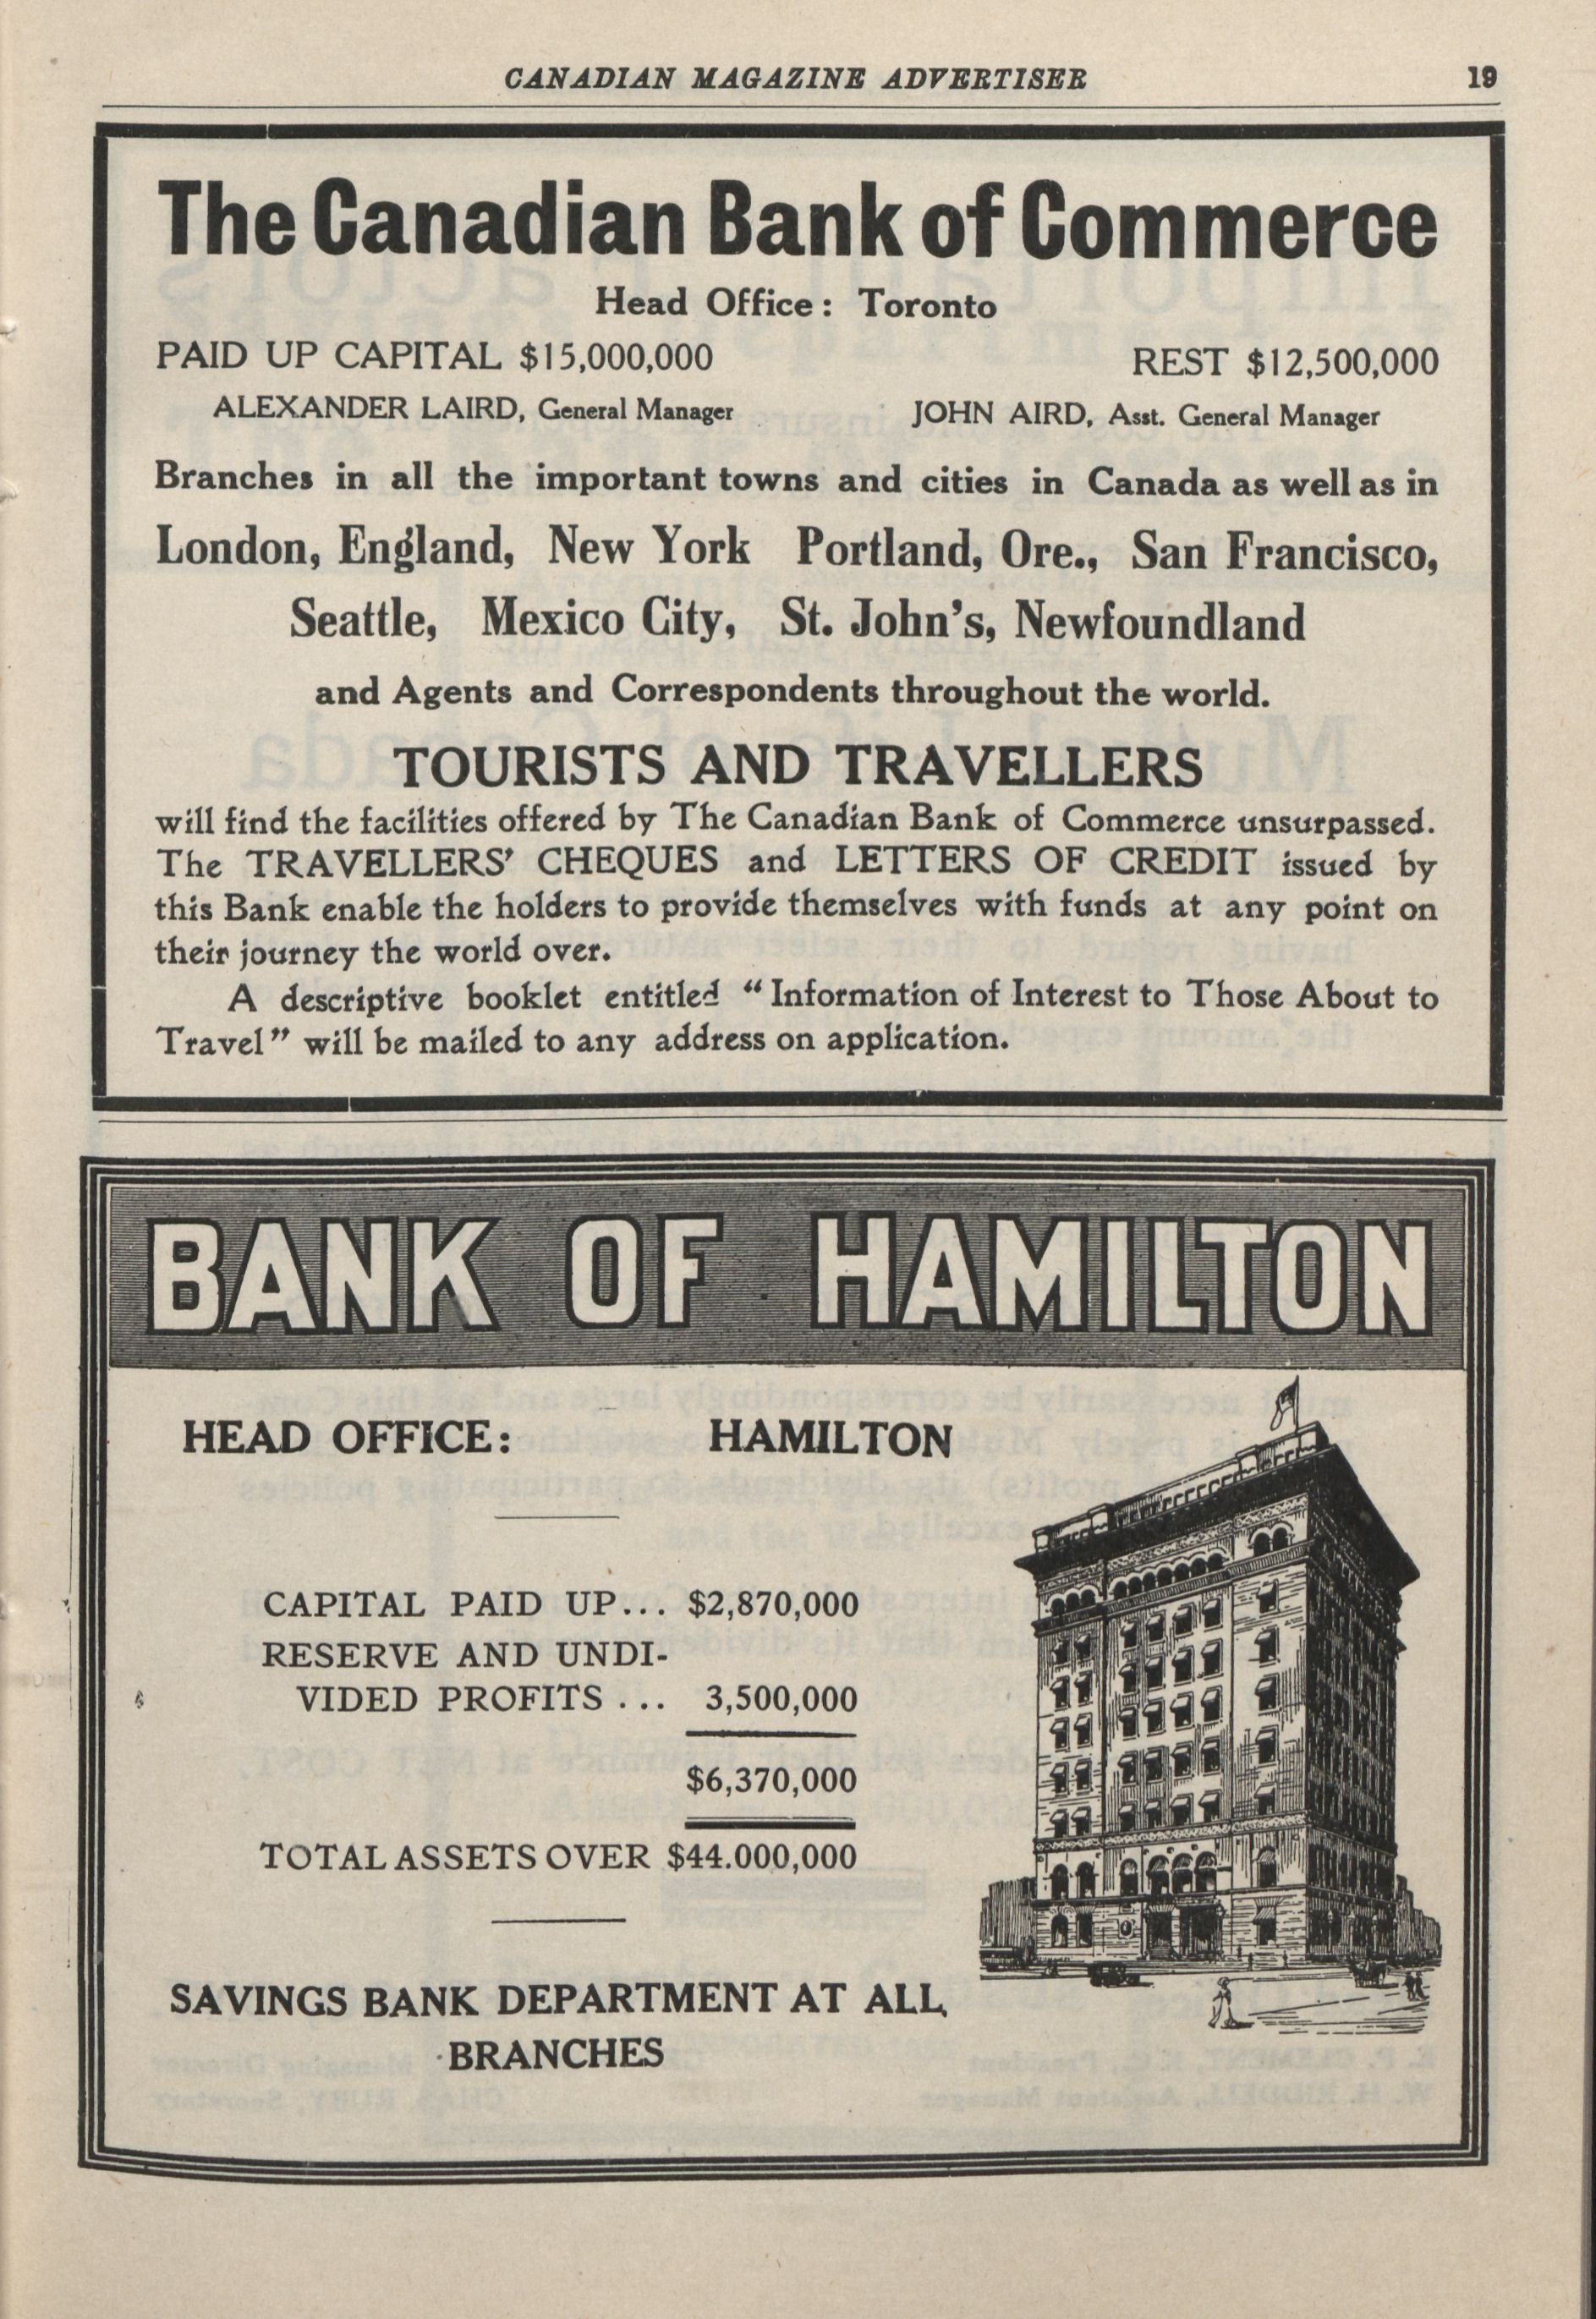 CANADIAN MAGAZINE ADVERTISER 19
The Canadian Bank of Commerce
Head Office: Toronto
PAID UP CAPITAL $15,000,000 REST $12,500,000
ALEXANDER LAIRD, General Manager JOHN AIRD, Asst. General Manager
Branches in all the important towns and cities in Canada as well as in
London, England, New York Portland, Ore., San Francisco,
Seattle, Mexico City, St. John's, Newfoundland
and Agents and Correspondents throughout the world.
TOURISTS AND TRAVELLERS
will find the facilities offered by The Canadian Bank of Commerce unsurpassed.
The TRAVELLERS' CHEQUES and LETTERS OF CREDIT issued by
this Bank enable the holders to provide themselves with funds at any point on
their journey the world over.
A descriptive booklet entitled "Information of Interest to Those About to
Travel" will be mailed to any address on application.
BANK OF HAMILTON
HEAD OFFICE: HAMILTON
CAPITAL PAID UP... $2,870,000
RESERVE AND UNDI-
VIDED PROFITS ... 3,500,000
$6,370,000
TOTAL ASSETS OVER $44.000,000
SAVINGS BANK DEPARTMENT AT ALL
BRANCHES